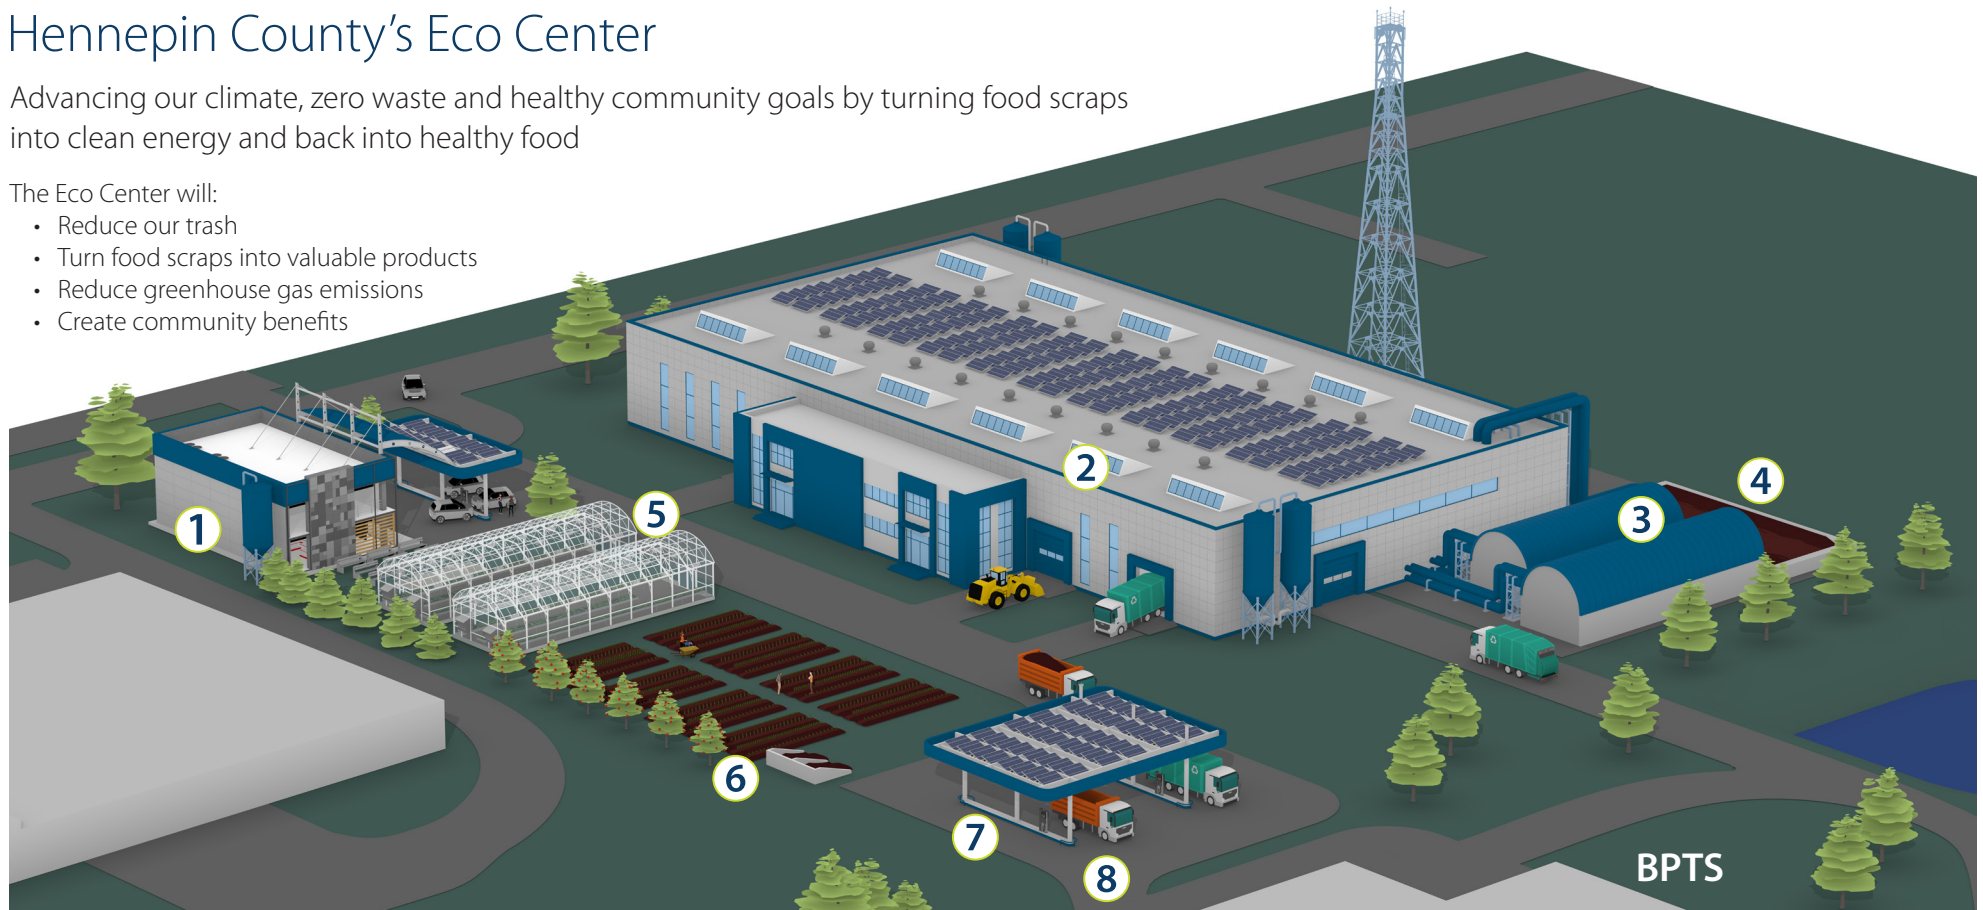 Hennepin County's Eco Center
Advancing our climate, zero waste and healthy community goals by turning food scraps
into clean energy and back into healthy food
The Eco Center will:
• Reduce our trash
• Turn food scraps into valuable products
• Reduce greenhouse gas emissions
• Create community benefits
1
2
3
4
5
6
7
8
BPTS